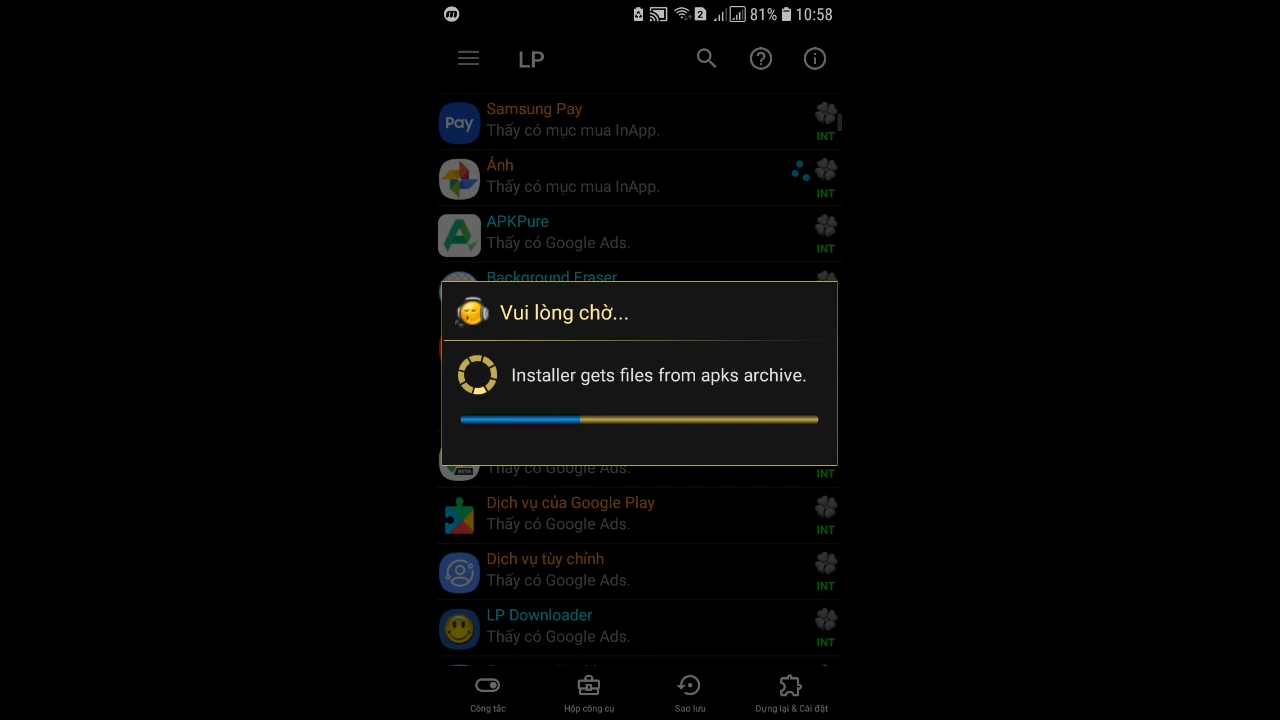 2 81% 10:58
LP
Samsung Pay
Pay
Thấy có mục mua InApp.
INT
Ảnh
Thấy có mục mua InApp.
INT
APKPure
Thấy có Google Ads.
INT
Background Eraser
Vui lòng chờ...
Installer gets files from apks archive.
BETA
Thấy có Google Ads.
INT
Dịch vụ của Google Play
Thấy có Google Ads.
INT
Dịch vụ tùy chỉnh
Thấy có Google Ads.
INT
LP Downloader
Thấy có Google Ads.
INT
Công tắc
Hộp công cụ
Sao lưu
Dựng lại & Cài đặt